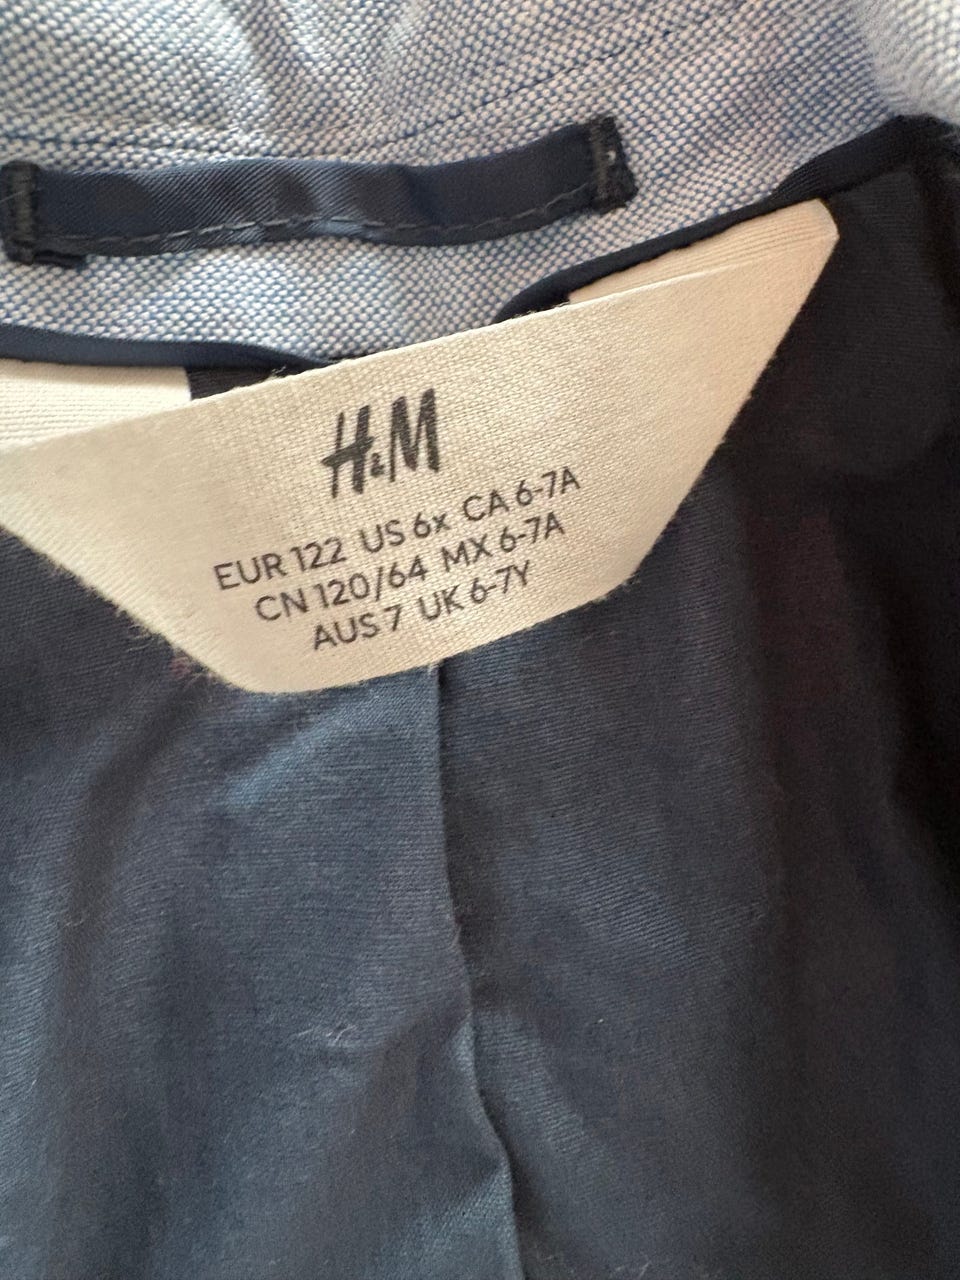 H&M
EUR 122 US 6x CA 6-7A
CN 120/64 MX 6-7A
AUS 7 UK 6-7Y